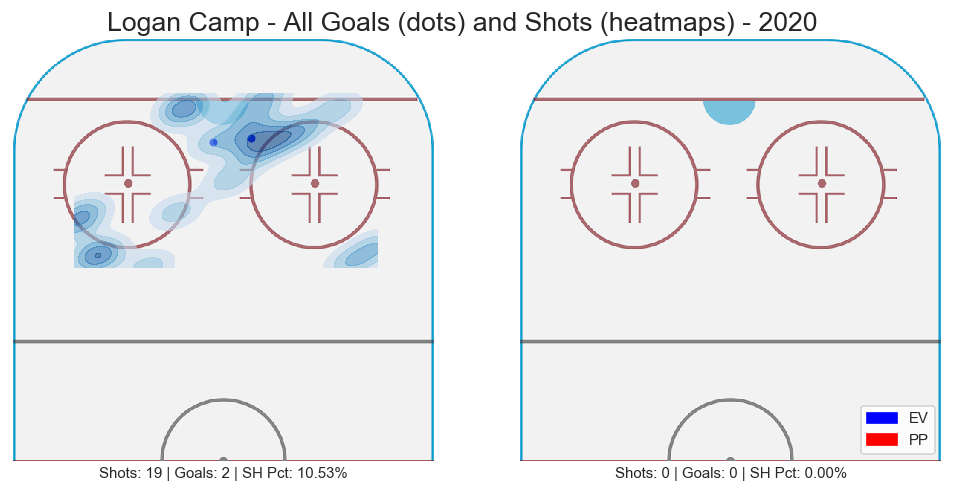 Logan Camp - All Goals (dots) and Shots (heatmaps) - 2020
EV
PP
Shots: 19 | Goals: 2 | SH Pct: 10.53%
Shots: 0 | Goals: 0 | SH Pct: 0.00%